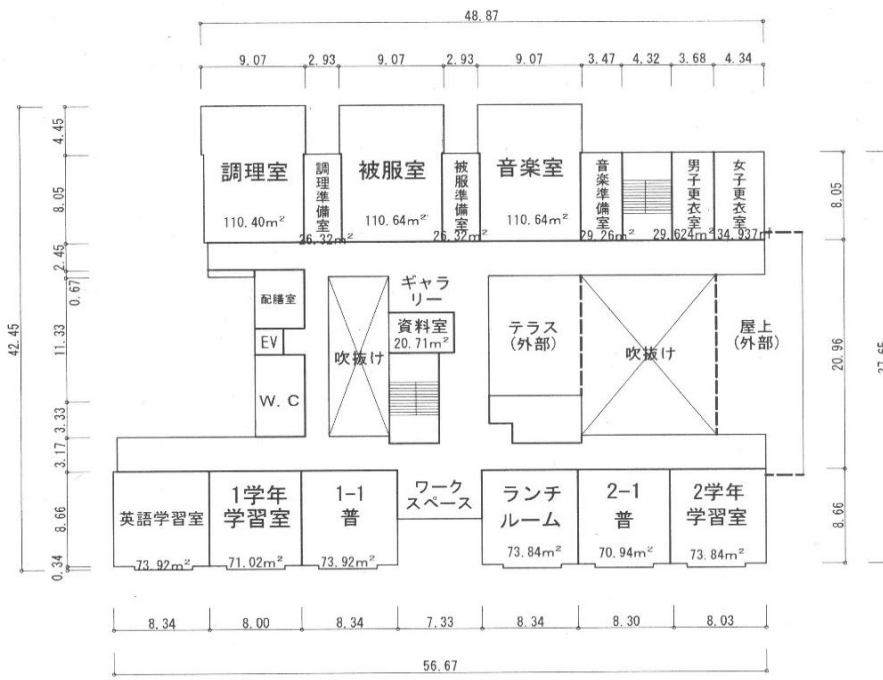 48.87
9.07
2.93
9.07
2.93
9.07
3.47
4.32
3.68
4.34
42.45
4.45
8.05
2.45
0.67
11.33
3.33
3.17
8.66
0.34
調理室
110.40m²
調理準備室
26.32m²
被服室
110.64m²
被服準備室
26.32m²
音楽室
110.64m²
音楽準備室
29.26m²
男子更衣室
29.624m²
女子更衣室
34.937m²
8.05
20.96
8.66
配膳室
EV
W.C
吹抜け
ギャラ
リー
資料室
20.71m²
テラス
(外部)
吹抜け
屋上
(外部)
英語学習室
73.92m²
1学年
学習室
71.02m²
1-1
普
73.92m²
ワーク
スペース
ランチ
ルーム
73.84m²
2-1
普
70.94m²
2学年
学習室
73.84m²
8.34
8.00
8.34
7.33
8.34
8.30
8.03
56.67